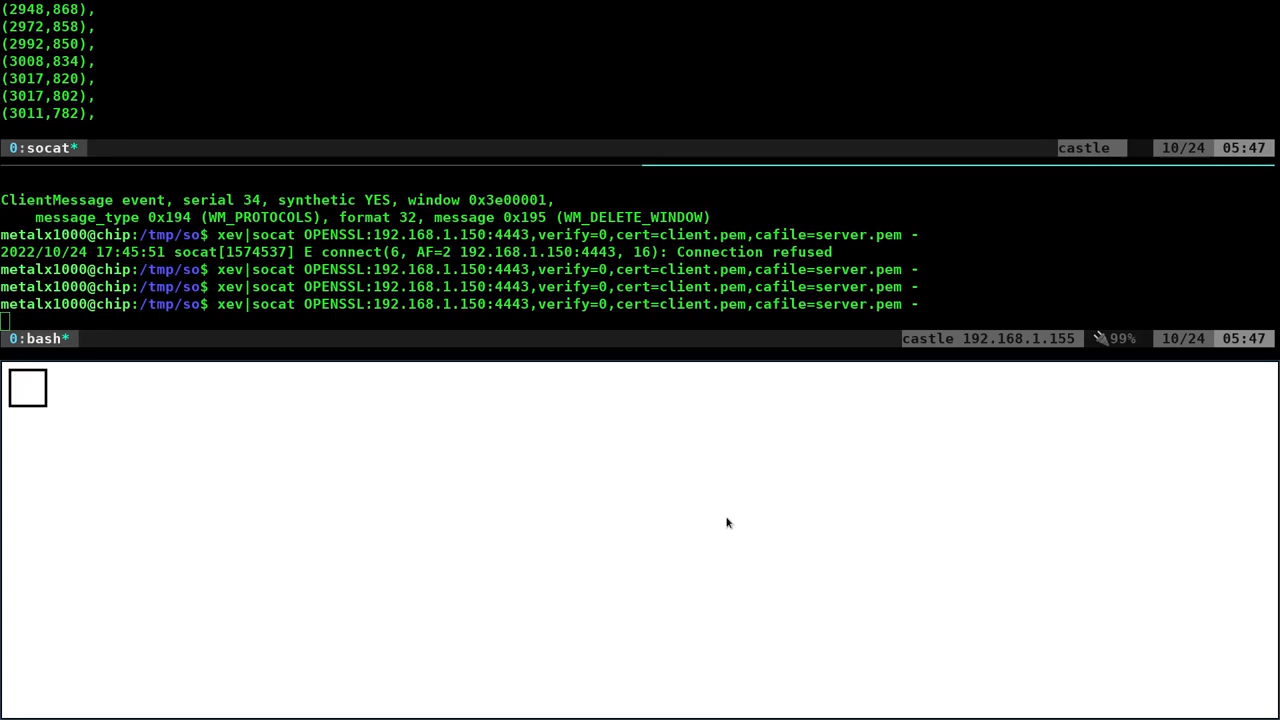 (2948,868),
(2972,858),
(2992,850),
(3008,834),
(3017,820),
(3017,802),
(3011,782),
0:socat* castle 10/24 05:47
ClientMessage event, serial 34, synthetic YES, window 0x3e00001,
message_type 0x194 (WM_PROTOCOLS), format 32, message 0x195 (WM_DELETE_WINDOW)
metalx1000@chip:/tmp/so$ xev|socat OPENSSL:192.168.1.150:4443,verify=0,cert=client.pem,cafile=server.pem -
2022/10/24 17:45:51 socat[1574537] E connect(6, AF=2 192.168.1.150:4443, 16): Connection refused
metalx1000@chip:/tmp/so$ xev|socat OPENSSL:192.168.1.150:4443,verify=0,cert=client.pem,cafile=server.pem -
metalx1000@chip:/tmp/so$ xev|socat OPENSSL:192.168.1.150:4443,verify=0,cert=client.pem,cafile=server.pem -
metalx1000@chip:/tmp/so$ xev|socat OPENSSL:192.168.1.150:4443,verify=0,cert=client.pem,cafile=server.pem -
0:bash* castle 192.168.1.155 🔌99% 10/24 05:47